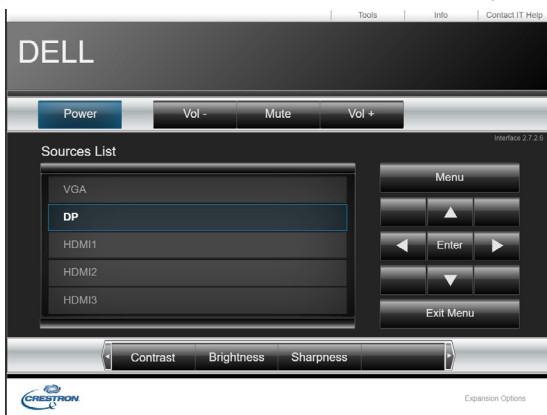 Tools Info Contact IT Help
DELL
Power Vol - Mute Vol +
Interface 2.7.2.6
Sources List
VGA
DP
HDMI1
HDMI2
HDMI3
Menu
Enter
Exit Menu
Contrast Brightness Sharpness
CRESTRON
Expansion Options